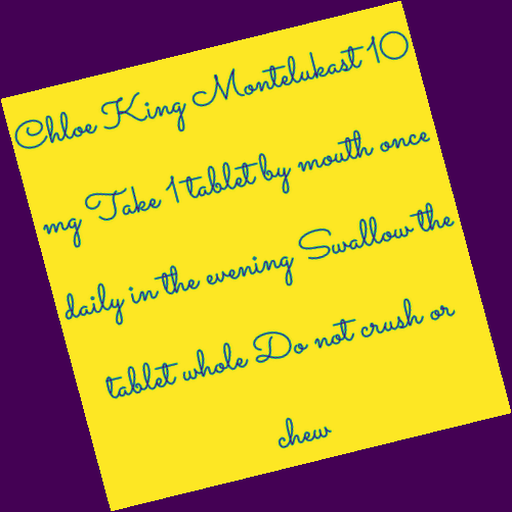 Chloe King Montelukast 10
mg Take 1 tablet by mouth once
daily in the evening Swallow the
tablet whole Do not crush or
chew